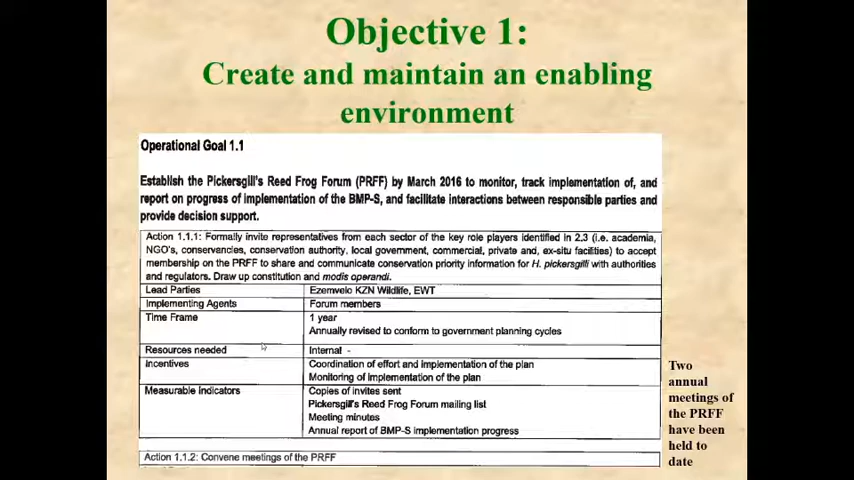 Objective 1:
Create and maintain an enabling
environment
Operational Goal 1.1
Establish the Pickersgill's Reed Frog Forum (PRFF) by March 2016 to monitor, track implementation of, and
report on progress of implementation of the BMP-S, and facilitate interactions between responsible parties and
provide decision support.
Action 1.1.1: Formally invite representatives from each sector of the key role players identified in 2,3 (i.e. academia,
NGO's, conservancies, conservation authority, local government, commercial, private and, ex-situ facilities) to accept
membership on the PRFF to share and communicate conservation priority information for H. pickersgilli with authorities
and regulators. Draw up constitution and modis operandi.
Lead Parties Ezemvelo KZN Wildlife, EWT
Implementing Agents Forum members
Time Frame 1 year
Annually revised to conform to government planning cycles
Resources needed Internal -
Incentives Coordination of effort and implementation of the plan
Monitoring of implementation of the plan
Measurable indicators Copies of invites sent
Pickersgill's Reed Frog Forum mailing list
Meeting minutes
Annual report of BMP-S implementation progress
Action 1.1.2: Convene meetings of the PRFF
Two
annual
meetings of
the PRFF
have been
held to
date